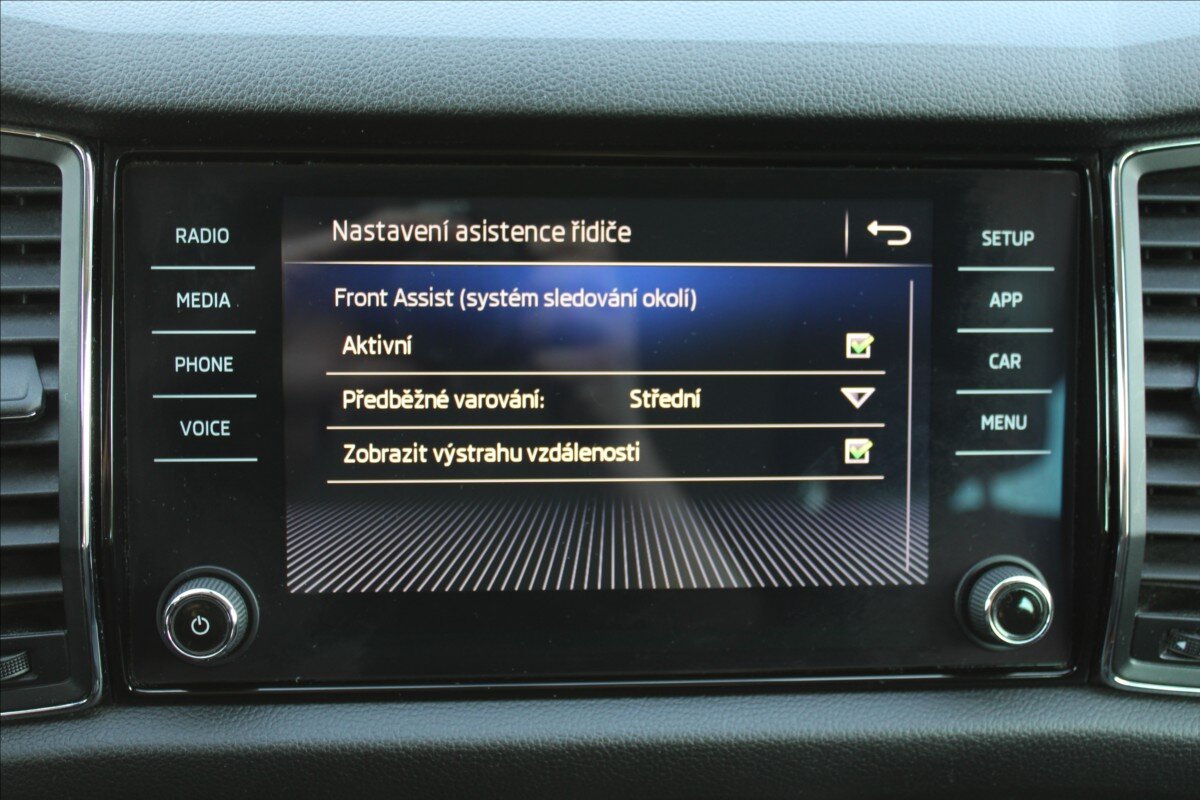 Nastavení asistence řidiče
Front Assist (systém sledování okolí)
Aktivní
Předběžné varování: Střední
Zobrazit výstrahu vzdálenosti
RADIO
MEDIA
PHONE
VOICE
SETUP
APP
CAR
MENU